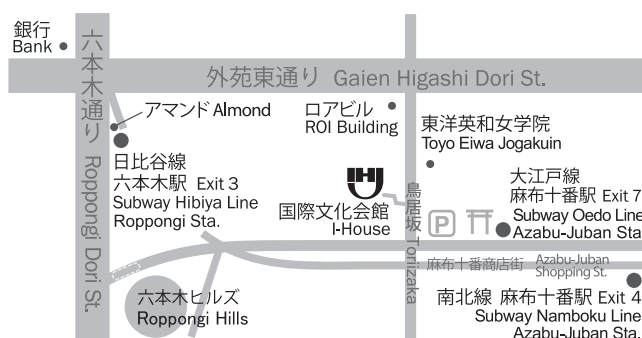 銀行
Bank
六本木通り Roppongi Dori St.
外苑東通り Gaien Higashi Dori St.
アマンド Almond
ロアビル
ROI Building
東洋英和女学院
Toyo Eiwa Jogakuin
日比谷線
六本木駅 Exit 3
Subway Hibiya Line
Roppongi Sta.
国際文化会館
I-House
鳥居坂 Toriizaka
P
大江戸線
麻布十番駅 Exit 7
Subway Oedo Line
Azabu-Juban Sta
麻布十番商店街
Azabu-Juban
Shopping St.
六本木ヒルズ
Roppongi Hills
南北線 麻布十番駅 Exit 4
Subway Namboku Line
Azabu-Juban Sta.